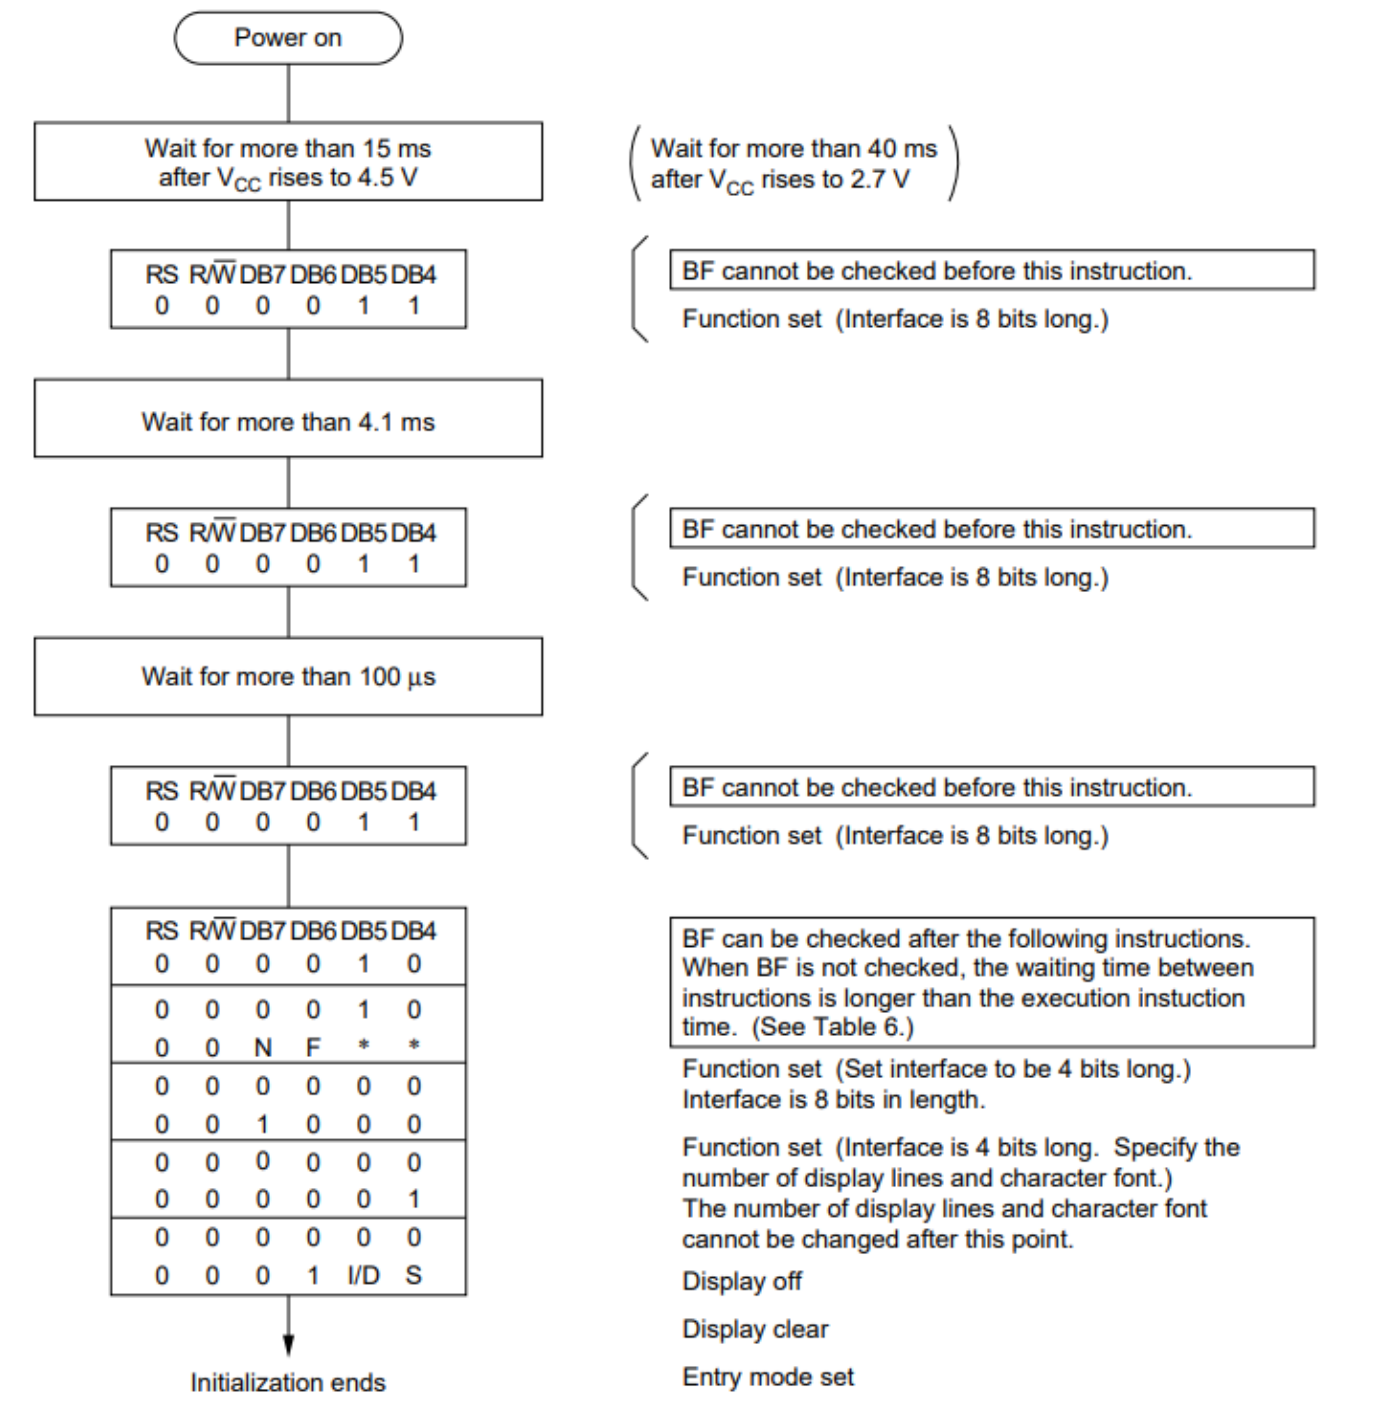 Power on
Wait for more than 15 ms
after VCC rises to 4.5 V
Wait for more than 40 ms
after VCC rises to 2.7 V
RS R/W̅ DB7 DB6 DB5 DB4
0 0 0 0 1 1
BF cannot be checked before this instruction.
Function set (Interface is 8 bits long.)
Wait for more than 4.1 ms
RS R/W̅ DB7 DB6 DB5 DB4
0 0 0 0 1 1
BF cannot be checked before this instruction.
Function set (Interface is 8 bits long.)
Wait for more than 100 μs
RS R/W̅ DB7 DB6 DB5 DB4
0 0 0 0 1 1
BF cannot be checked before this instruction.
Function set (Interface is 8 bits long.)
RS R/W̅ DB7 DB6 DB5 DB4
0 0 0 0 1 0
0 0 0 0 1 0
0 0 N F * *
0 0 0 0 0 0
0 0 1 0 0 0
0 0 0 0 0 0
0 0 0 0 0 1
0 0 0 0 0 0
0 0 0 1 I/D S
Initialization ends
BF can be checked after the following instructions.
When BF is not checked, the waiting time between
instructions is longer than the execution instuction
time. (See Table 6.)
Function set (Set interface to be 4 bits long.)
Interface is 8 bits in length.
Function set (Interface is 4 bits long. Specify the
number of display lines and character font.)
The number of display lines and character font
cannot be changed after this point.
Display off
Display clear
Entry mode set